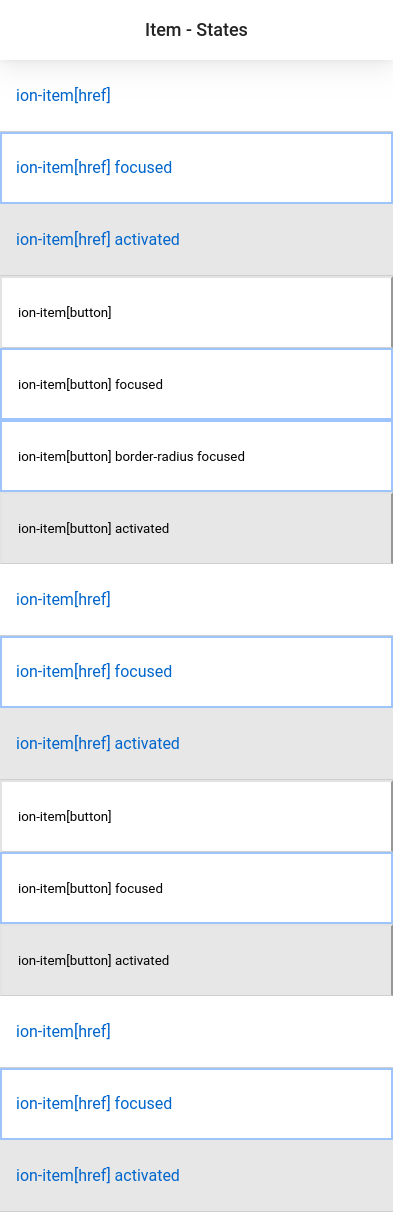 Item - States
ion-item[href]
ion-item[href] focused
ion-item[href] activated
ion-item[button]
ion-item[button] focused
ion-item[button] border-radius focused
ion-item[button] activated
ion-item[href]
ion-item[href] focused
ion-item[href] activated
ion-item[button]
ion-item[button] focused
ion-item[button] activated
ion-item[href]
ion-item[href] focused
ion-item[href] activated